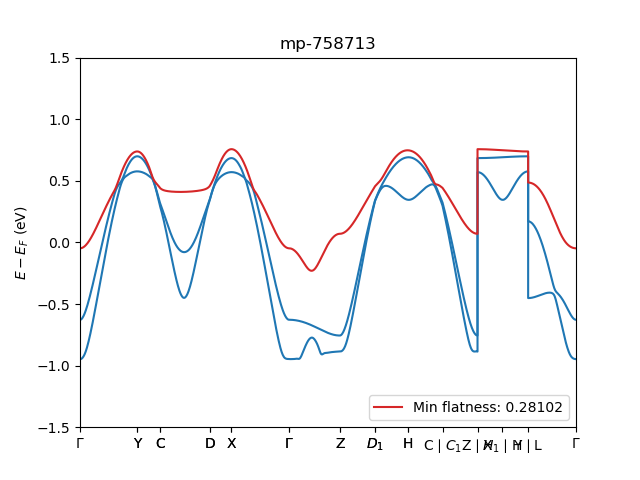 mp-758713
1.5
1.0
0.5
0.0
−0.5
−1.0
−1.5
E − E_F (eV)
Min flatness: 0.28102
Γ Y C D X Γ Z D₁ H C | C₁ Z | X | Y | L Γ